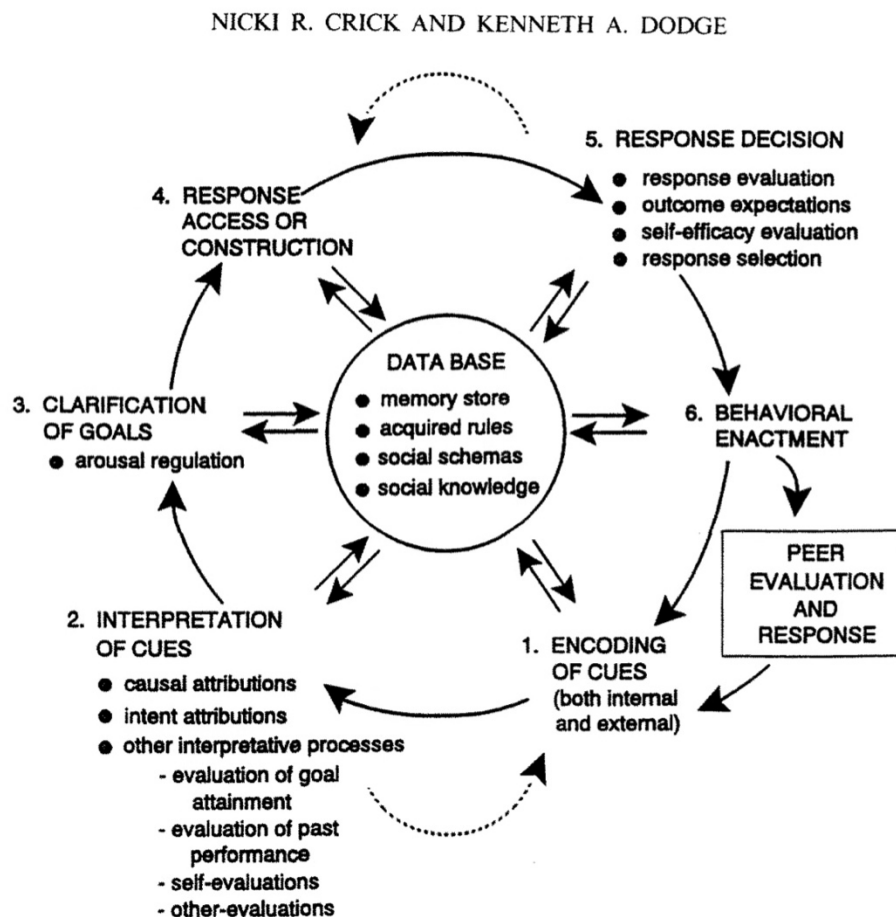 NICKI R. CRICK AND KENNETH A. DODGE
5. RESPONSE DECISION
● response evaluation
● outcome expectations
● self-efficacy evaluation
● response selection
4. RESPONSE
ACCESS OR
CONSTRUCTION
DATA BASE
● memory store
● acquired rules
● social schemas
● social knowledge
3. CLARIFICATION
OF GOALS
● arousal regulation
6. BEHAVIORAL
ENACTMENT
PEER
EVALUATION
AND
RESPONSE
2. INTERPRETATION
OF CUES
● causal attributions
● intent attributions
● other interpretative processes
- evaluation of goal
attainment
- evaluation of past
performance
- self-evaluations
- other-evaluations
1. ENCODING
OF CUES
(both internal
and external)